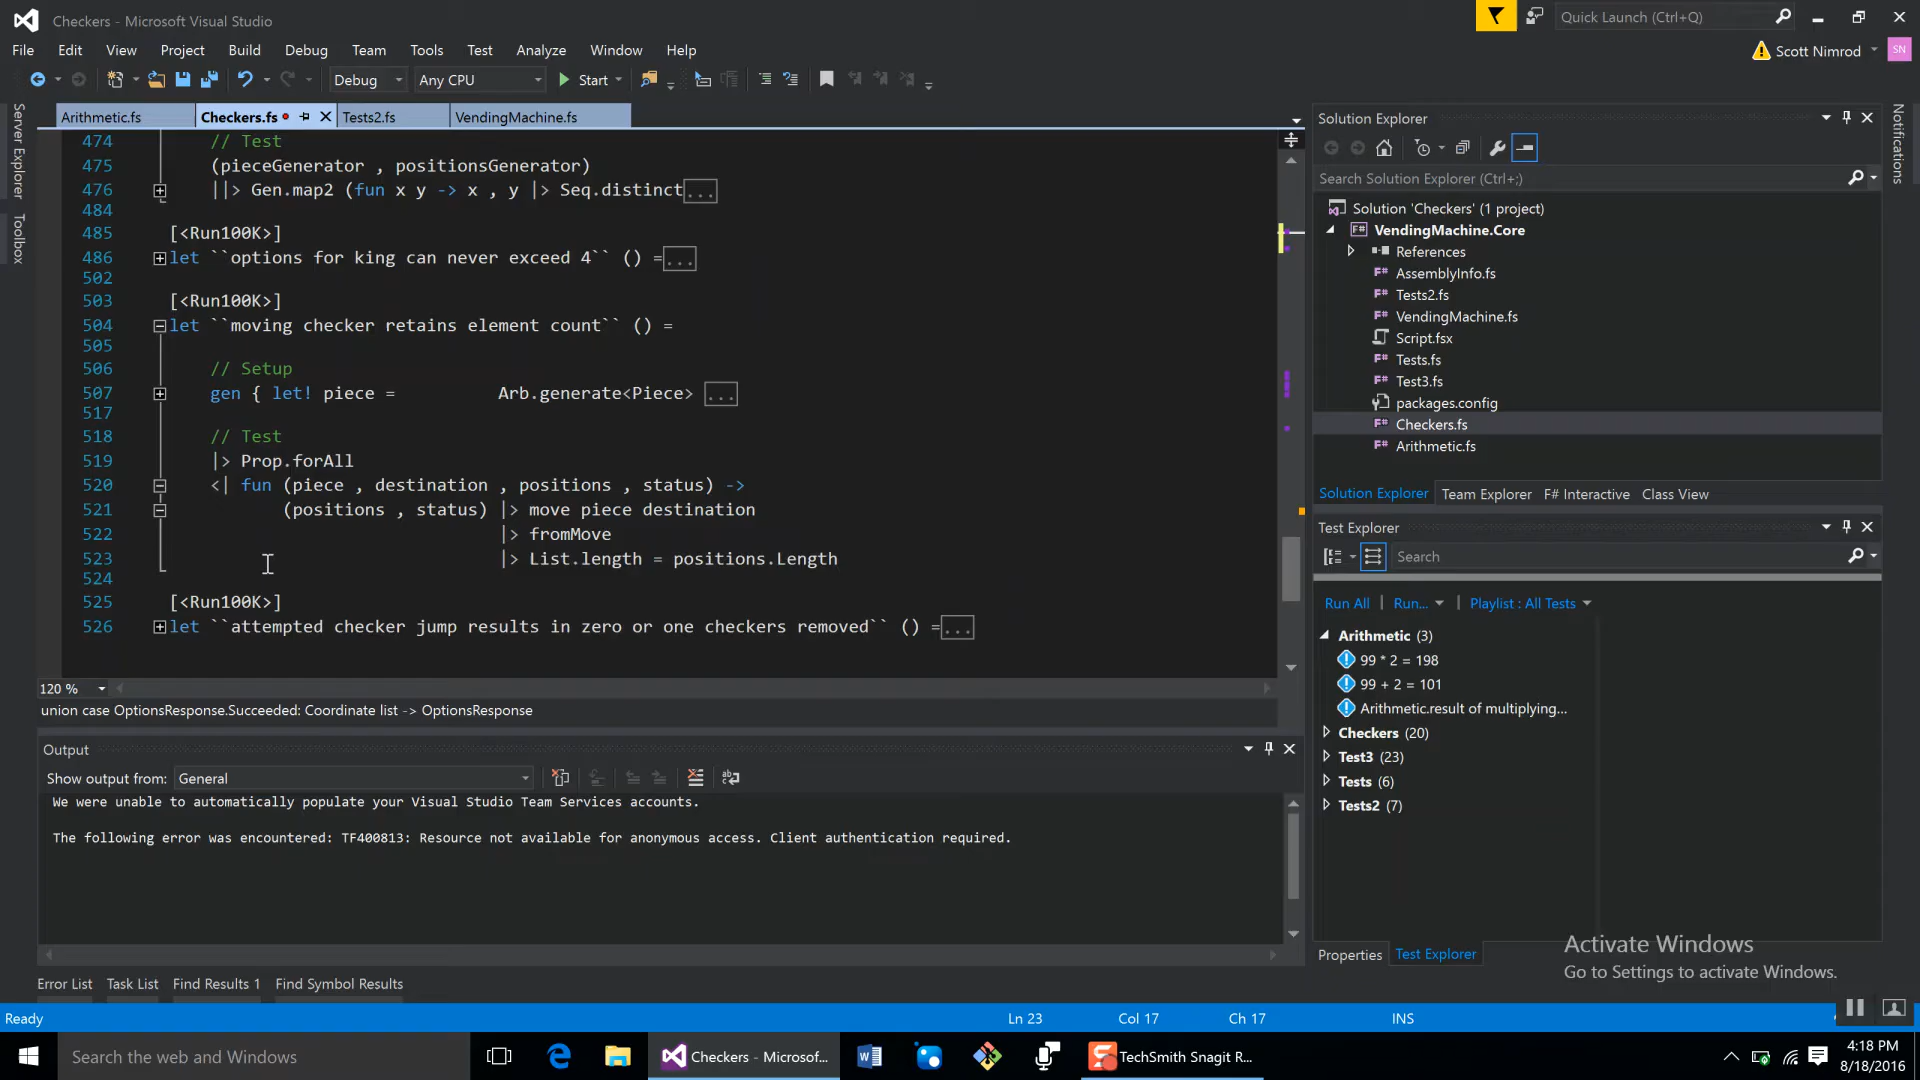 Checkers - Microsoft Visual Studio
Quick Launch (Ctrl+Q)
File Edit View Project Build Debug Team Tools Test Analyze Window Help
Scott Nimrod
SN
Debug
Any CPU
Start
Server Explorer
Toolbox
Notifications
Arithmetic.fs
Checkers.fs
Tests2.fs
VendingMachine.fs
474 // Test
475 (pieceGenerator , positionsGenerator)
476 ||> Gen.map2 (fun x y -> x , y |> Seq.distinct...
484
485 [<Run100K>]
486 let ``options for king can never exceed 4`` () =...
502
503 [<Run100K>]
504 let ``moving checker retains element count`` () =
505
506 // Setup
507 gen { let! piece = Arb.generate<Piece> ...
517
518 // Test
519 |> Prop.forAll
520 <| fun (piece , destination , positions , status) ->
521 (positions , status) |> move piece destination
522 |> fromMove
523 |> List.length = positions.Length
524
525 [<Run100K>]
526 let ``attempted checker jump results in zero or one checkers removed`` () =...
120 %
union case OptionsResponse.Succeeded: Coordinate list -> OptionsResponse
Output
Show output from: General
We were unable to automatically populate your Visual Studio Team Services accounts.
The following error was encountered: TF400813: Resource not available for anonymous access. Client authentication required.
Error List Task List Find Results 1 Find Symbol Results
Solution Explorer
Search Solution Explorer (Ctrl+;)
Solution 'Checkers' (1 project)
F# VendingMachine.Core
References
F# AssemblyInfo.fs
F# Tests2.fs
F# VendingMachine.fs
Script.fsx
F# Tests.fs
F# Test3.fs
packages.config
F# Checkers.fs
F# Arithmetic.fs
Solution Explorer Team Explorer F# Interactive Class View
Test Explorer
Search
Run All | Run... | Playlist : All Tests
Arithmetic (3)
99 * 2 = 198
99 + 2 = 101
Arithmetic.result of multiplying...
Checkers (20)
Test3 (23)
Tests (6)
Tests2 (7)
Activate Windows
Go to Settings to activate Windows.
Properties Test Explorer
Ready
Ln 23
Col 17
Ch 17
INS
Search the web and Windows
Checkers - Microsof...
TechSmith Snagit R...
4:18 PM
8/18/2016